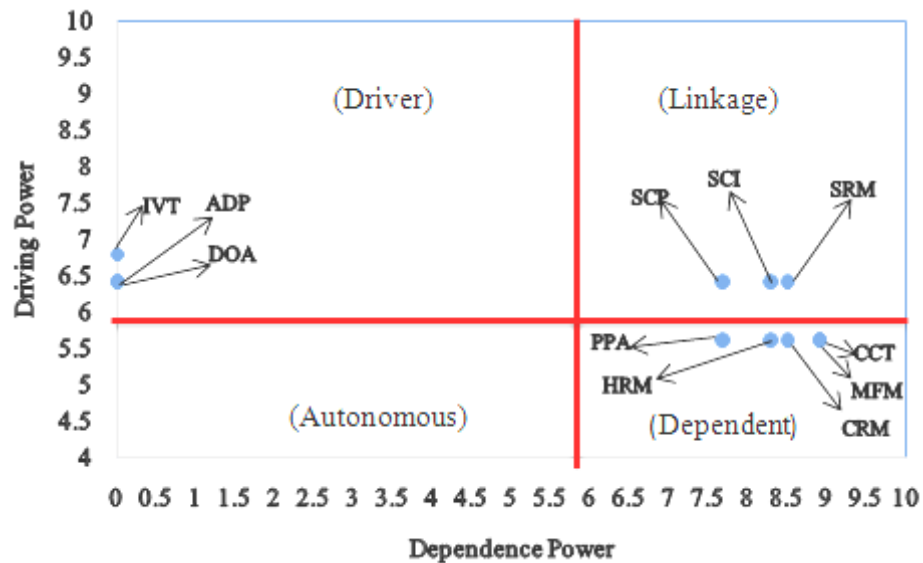 10
9.5
9
8.5
8
7.5
7
6.5
6
5.5
5
4.5
4
Driving Power
(Driver)
(Linkage)
IVT
ADP
DOA
SCP
SCI
SRM
PPA
HRM
CCT
MFM
CRM
(Autonomous)
(Dependent)
0 0.5 1 1.5 2 2.5 3 3.5 4 4.5 5 5.5 6 6.5 7 7.5 8 8.5 9 9.5 10
Dependence Power